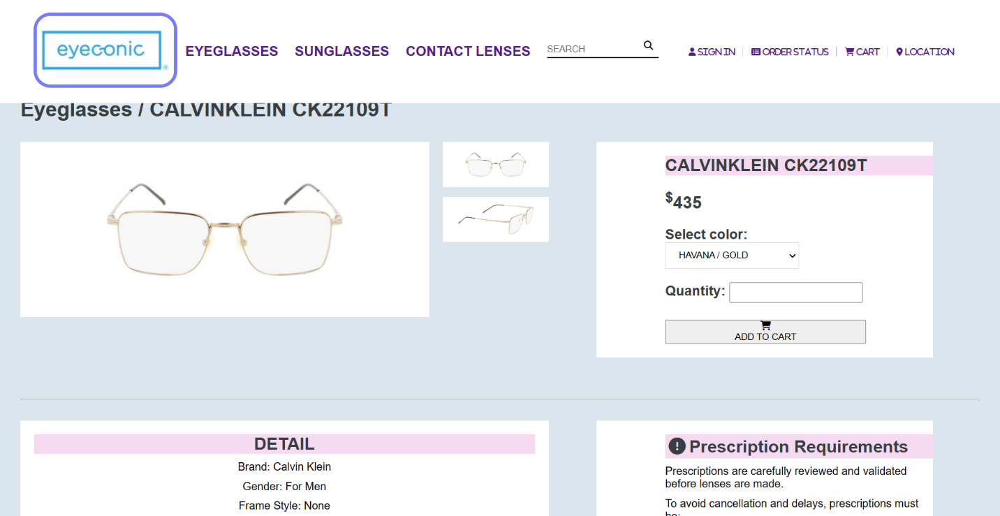 eyeconic
®
EYEGLASSES
SUNGLASSES
CONTACT LENSES
SEARCH
SIGN IN
ORDER STATUS
CART
LOCATION
Eyeglasses / CALVINKLEIN CK22109T
CALVINKLEIN CK22109T
$435
Select color:
HAVANA / GOLD
Quantity:
ADD TO CART
DETAIL
Brand: Calvin Klein
Gender: For Men
Frame Style: None
Prescription Requirements
Prescriptions are carefully reviewed and validated
before lenses are made.
To avoid cancellation and delays, prescriptions must
be: